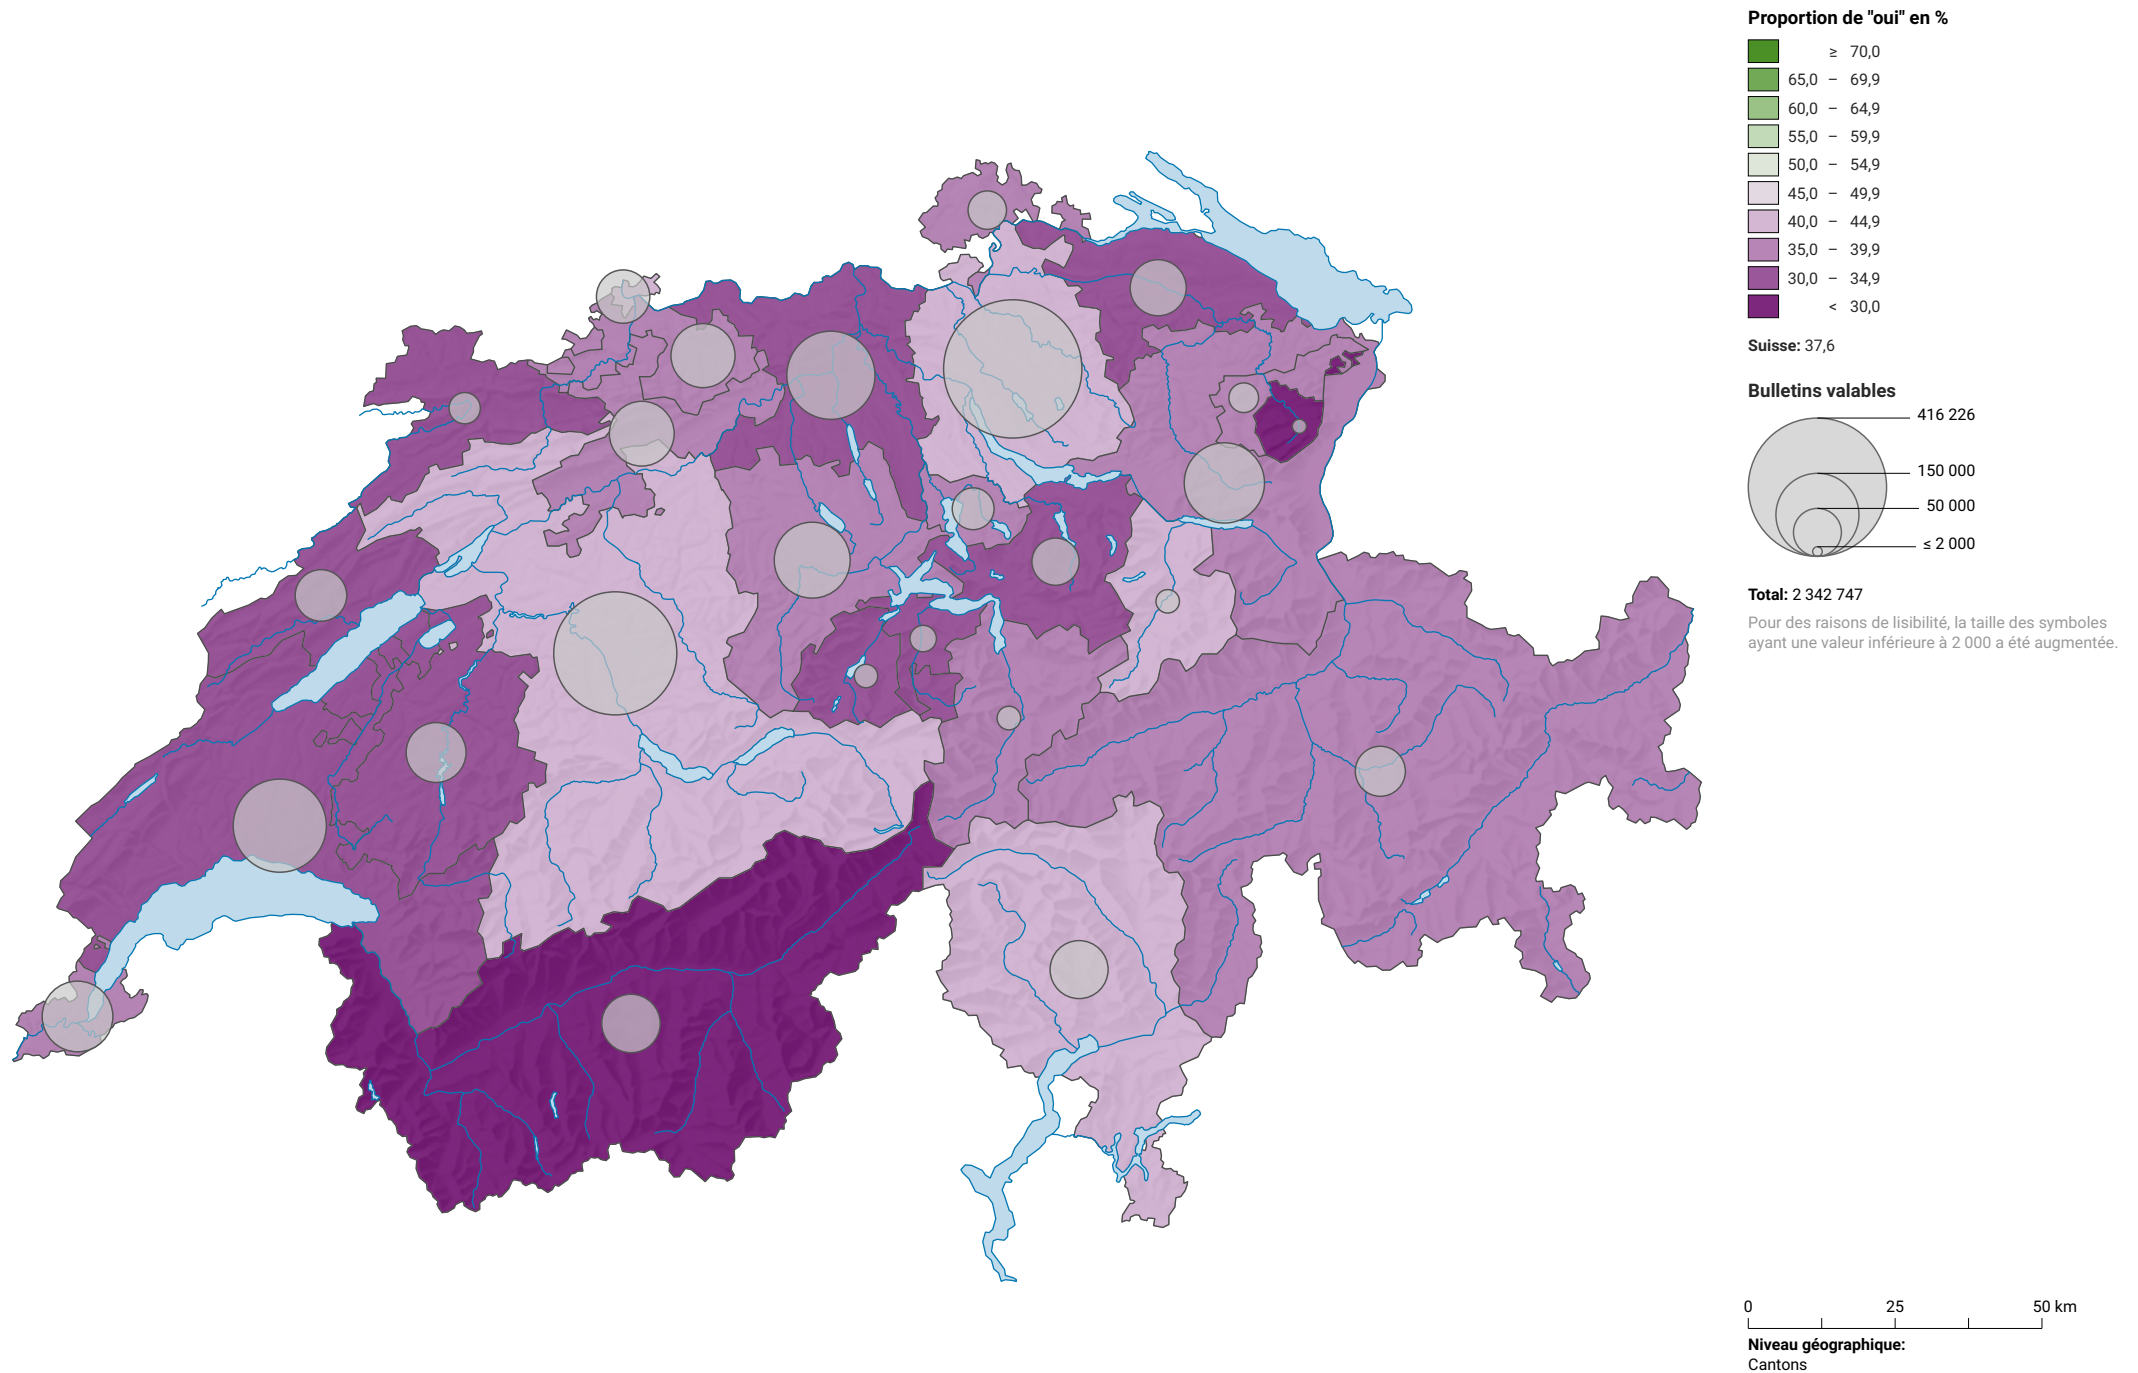 Proportion de "oui" en %
≥ 70,0
65,0 – 69,9
60,0 – 64,9
55,0 – 59,9
50,0 – 54,9
45,0 – 49,9
40,0 – 44,9
35,0 – 39,9
30,0 – 34,9
< 30,0
Suisse: 37,6
Bulletins valables
416 226
150 000
50 000
≤ 2 000
Total: 2 342 747
Pour des raisons de lisibilité, la taille des symboles
ayant une valeur inférieure à 2 000 a été augmentée.
0 25 50 km
Niveau géographique:
Cantons